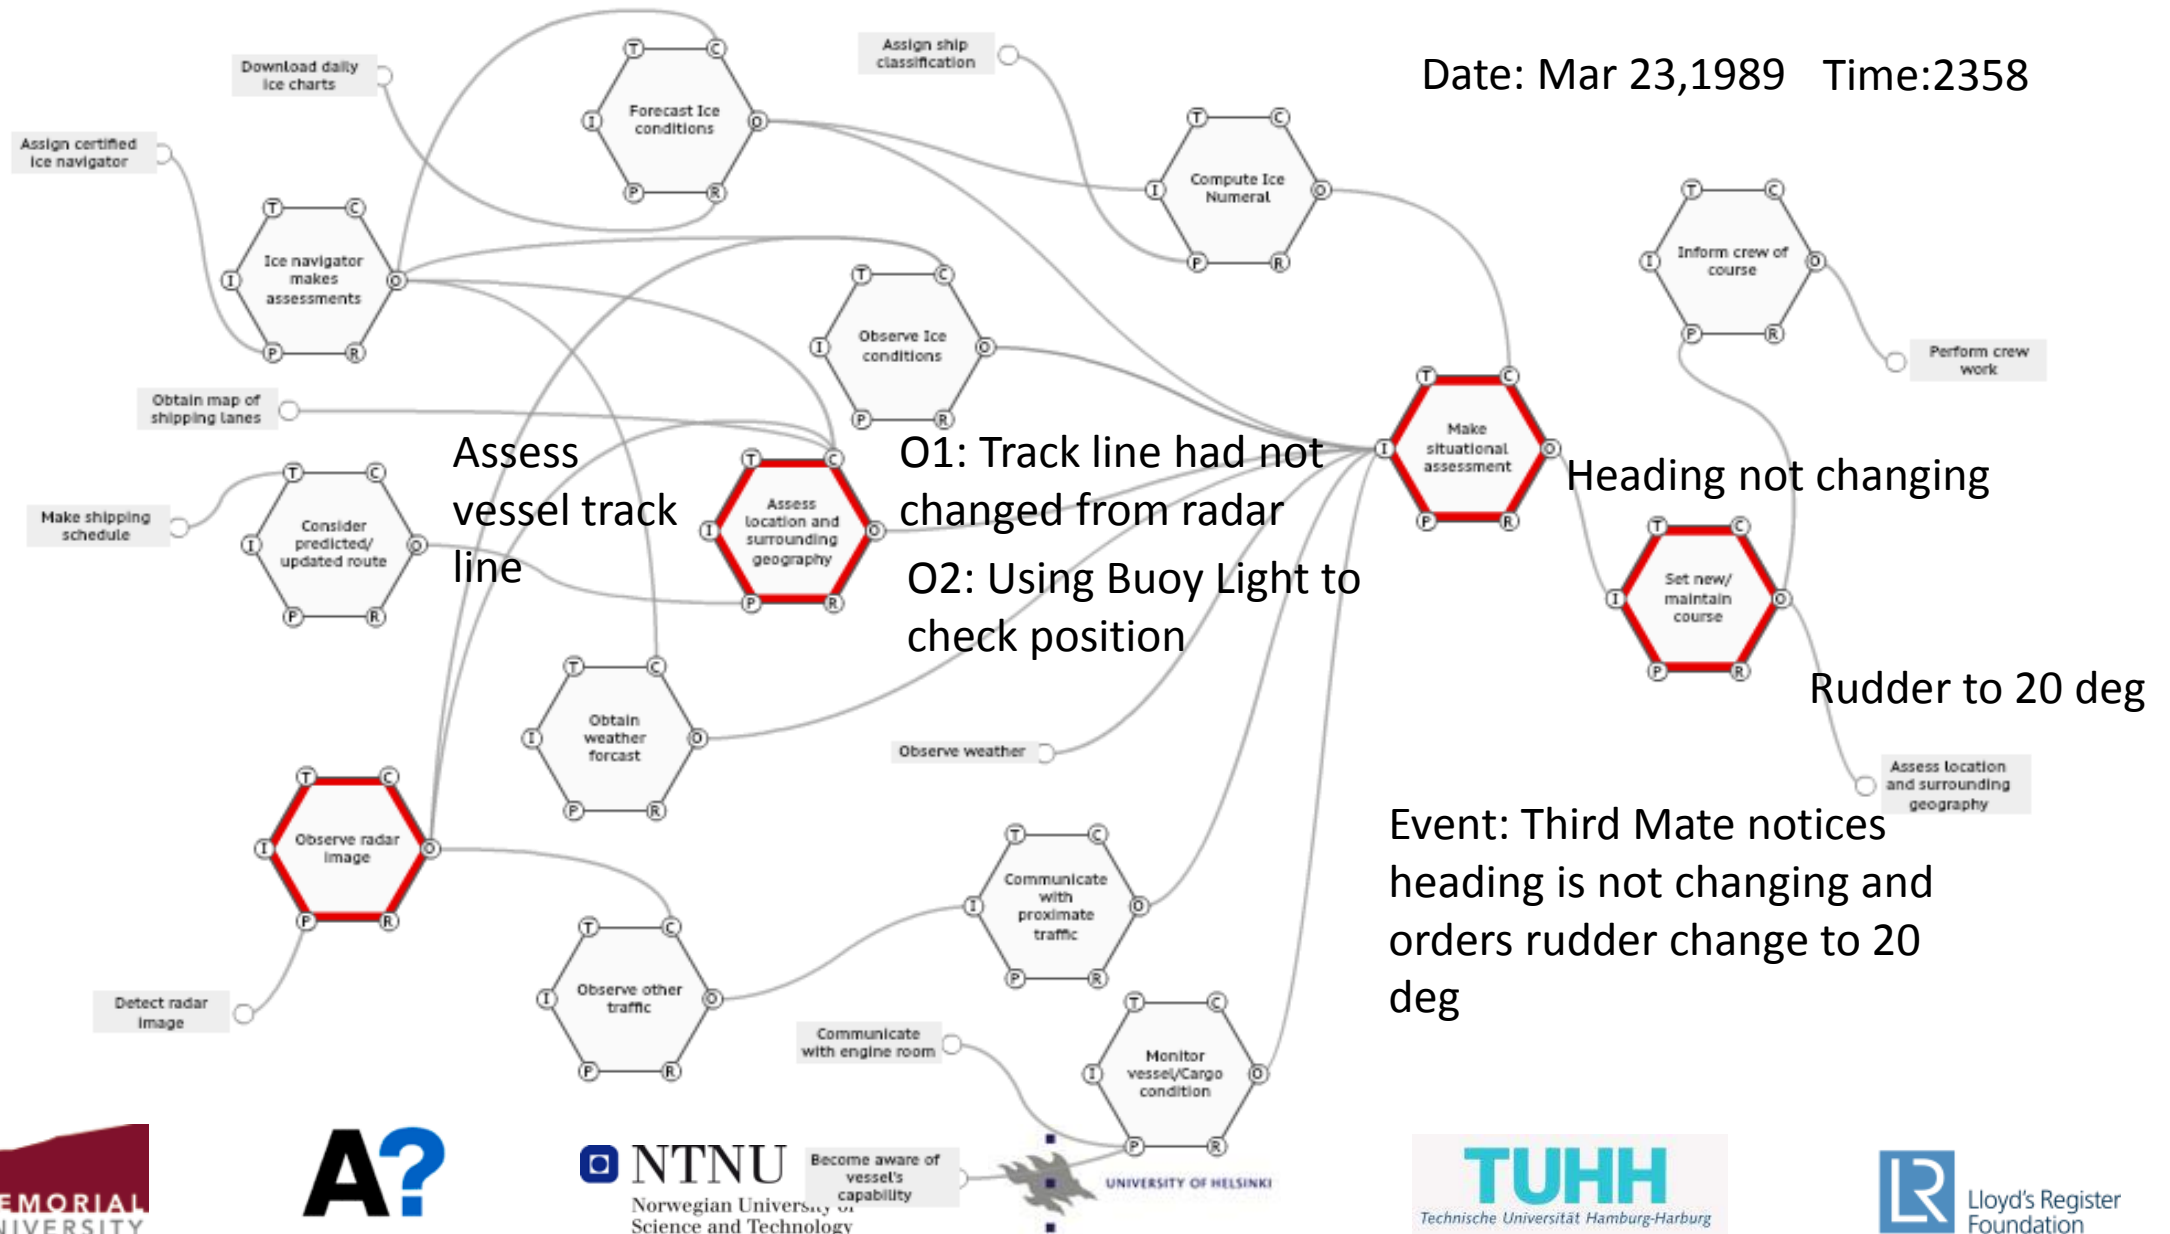 Date: Mar 23,1989 Time:2358
Download daily
ice charts
Assign certified
ice navigator
T C
Forecast Ice
conditions
I O
P R
Assign ship
classification
T C
Compute Ice
Numeral
I O
P R
T C
Inform crew of
course
I O
P R
Perform crew
work
T C
Ice navigator
makes
assessments
I O
P R
T C
Observe Ice
conditions
I O
P R
Obtain map of
shipping lanes
Make shipping
schedule
T C
Consider
predicted/
updated route
I O
P R
Assess
vessel track
line
T C
Assess
location and
surrounding
geography
I O
P R
O1: Track line had not
changed from radar
O2: Using Buoy Light to
check position
T C
Make
situational
assessment
I O
P R
Heading not changing
T C
Set new/
maintain
course
I O
P R
Rudder to 20 deg
Assess location
and surrounding
geography
T C
Obtain
weather
forcast
I O
P R
Observe weather
T C
Observe radar
image
I O
P R
Detect radar
image
T C
Observe other
traffic
I O
P R
T C
Communicate
with
proximate
traffic
I O
P R
Event: Third Mate notices
heading is not changing and
orders rudder change to 20
deg
Communicate
with engine room
T C
Monitor
vessel/Cargo
condition
I O
P R
Become aware of
vessel's
capability
EMORIAL
NIVERSITY
A?
NTNU
Norwegian University of
Science and Technology
UNIVERSITY OF HELSINKI
TUHH
Technische Universität Hamburg-Harburg
LR
Lloyd's Register
Foundation